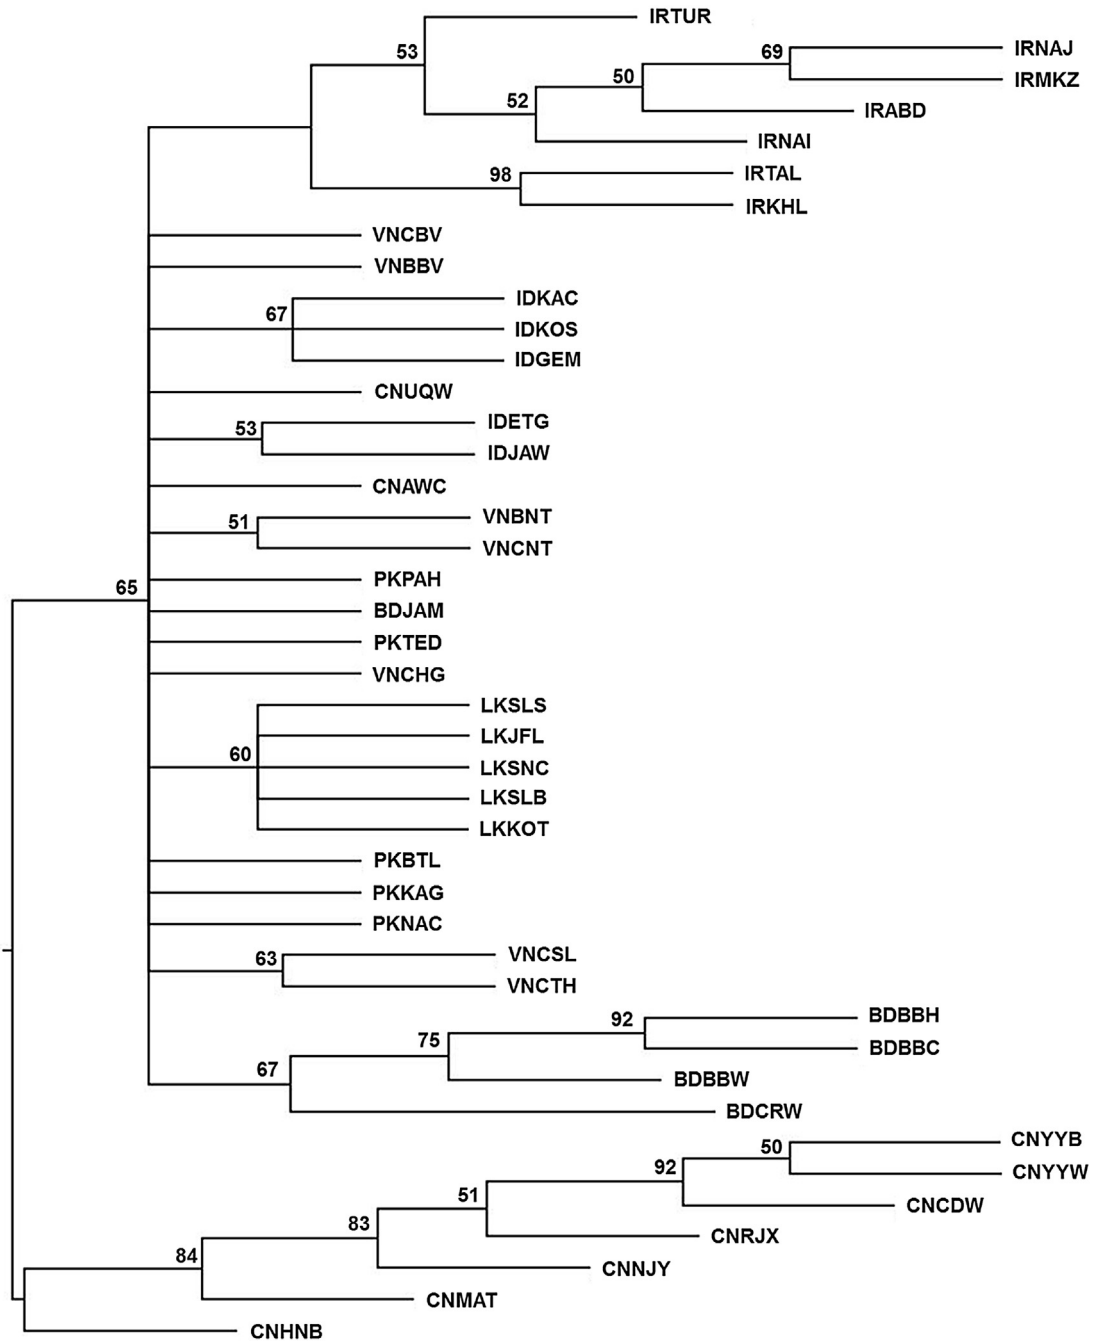 IRTUR
53
IRNAJ
69
IRMKZ
50
IRABD
52
IRNAI
IRTAL
98
IRKHL
VNCBV
VNBBV
IDKAC
67
IDKOS
IDGEM
CNUQW
IDETG
53
IDJAW
CNAWC
VNBNT
51
VNCNT
PKPAH
65
BDJAM
PKTED
VNCHG
LKSLS
LKJFL
60
LKSNC
LKSLB
LKKOT
PKBTL
PKKAG
PKNAC
VNCSL
63
VNCTH
BDBBH
92
BDBBC
75
BDBBW
67
BDCRW
CNYYB
50
CNYYW
92
CNCDW
51
CNRJX
83
CNNJY
84
CNMAT
CNHNB